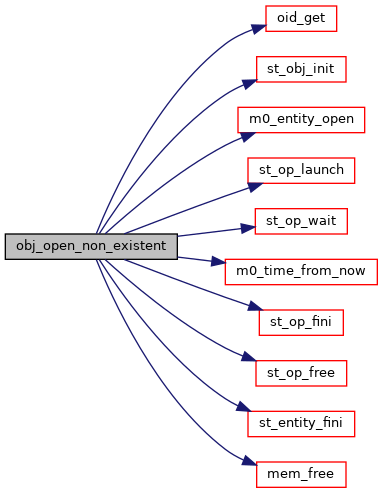 oid_get
st_obj_init
m0_entity_open
st_op_launch
obj_open_non_existent
st_op_wait
m0_time_from_now
st_op_fini
st_op_free
st_entity_fini
mem_free